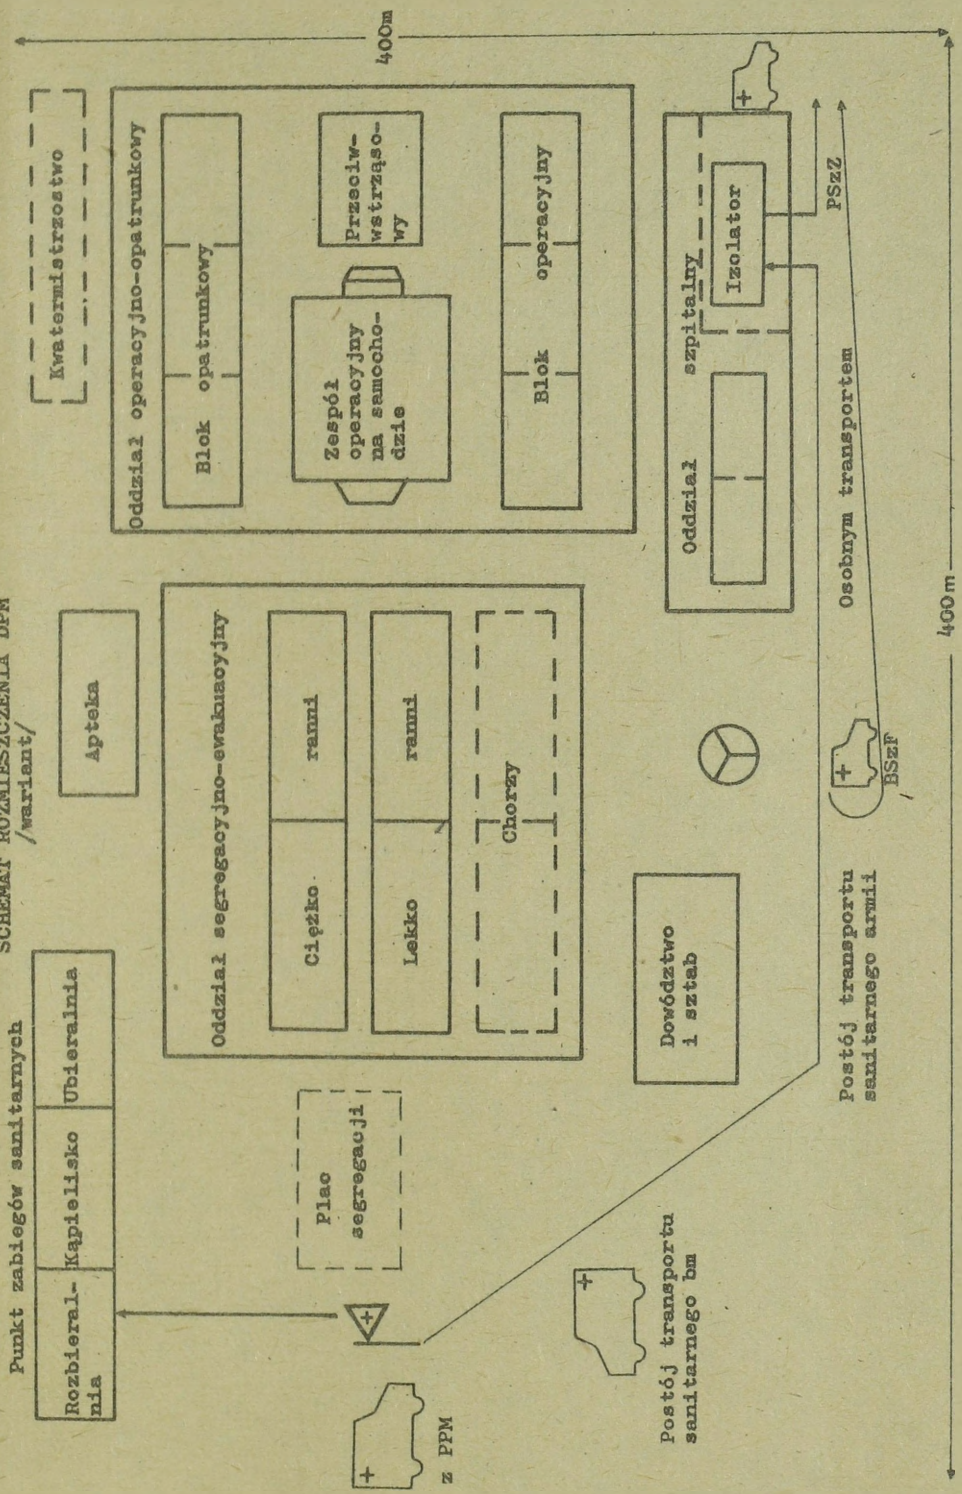 SCHEMAT ROZMIESZCZENIA DPM
/wariant/
Punkt zabiegów sanitarnych
Rozbieral-
nia
Kąpielisko
Ubieralnia
Apteka
Kwatermistrzostwo
z PPM
Plac
segregacji
Oddział segregacyjno-ewakuacyjny
Ciężko ranni
Lekko ranni
Chorzy
Oddział operacyjno-opatrunkowy
Blok opatrunkowy
Zespół
operacyjny
na samocho-
dzie
Przeciw-
wstrząso-
wy
Blok operacyjny
Postój transportu
sanitarnego bm
Dowództwo
i sztab
Oddział szpitalny
Izolator
Postój transportu
sanitarnego armii
BSzF
Osobnym transportem
PSzZ
400m
400m